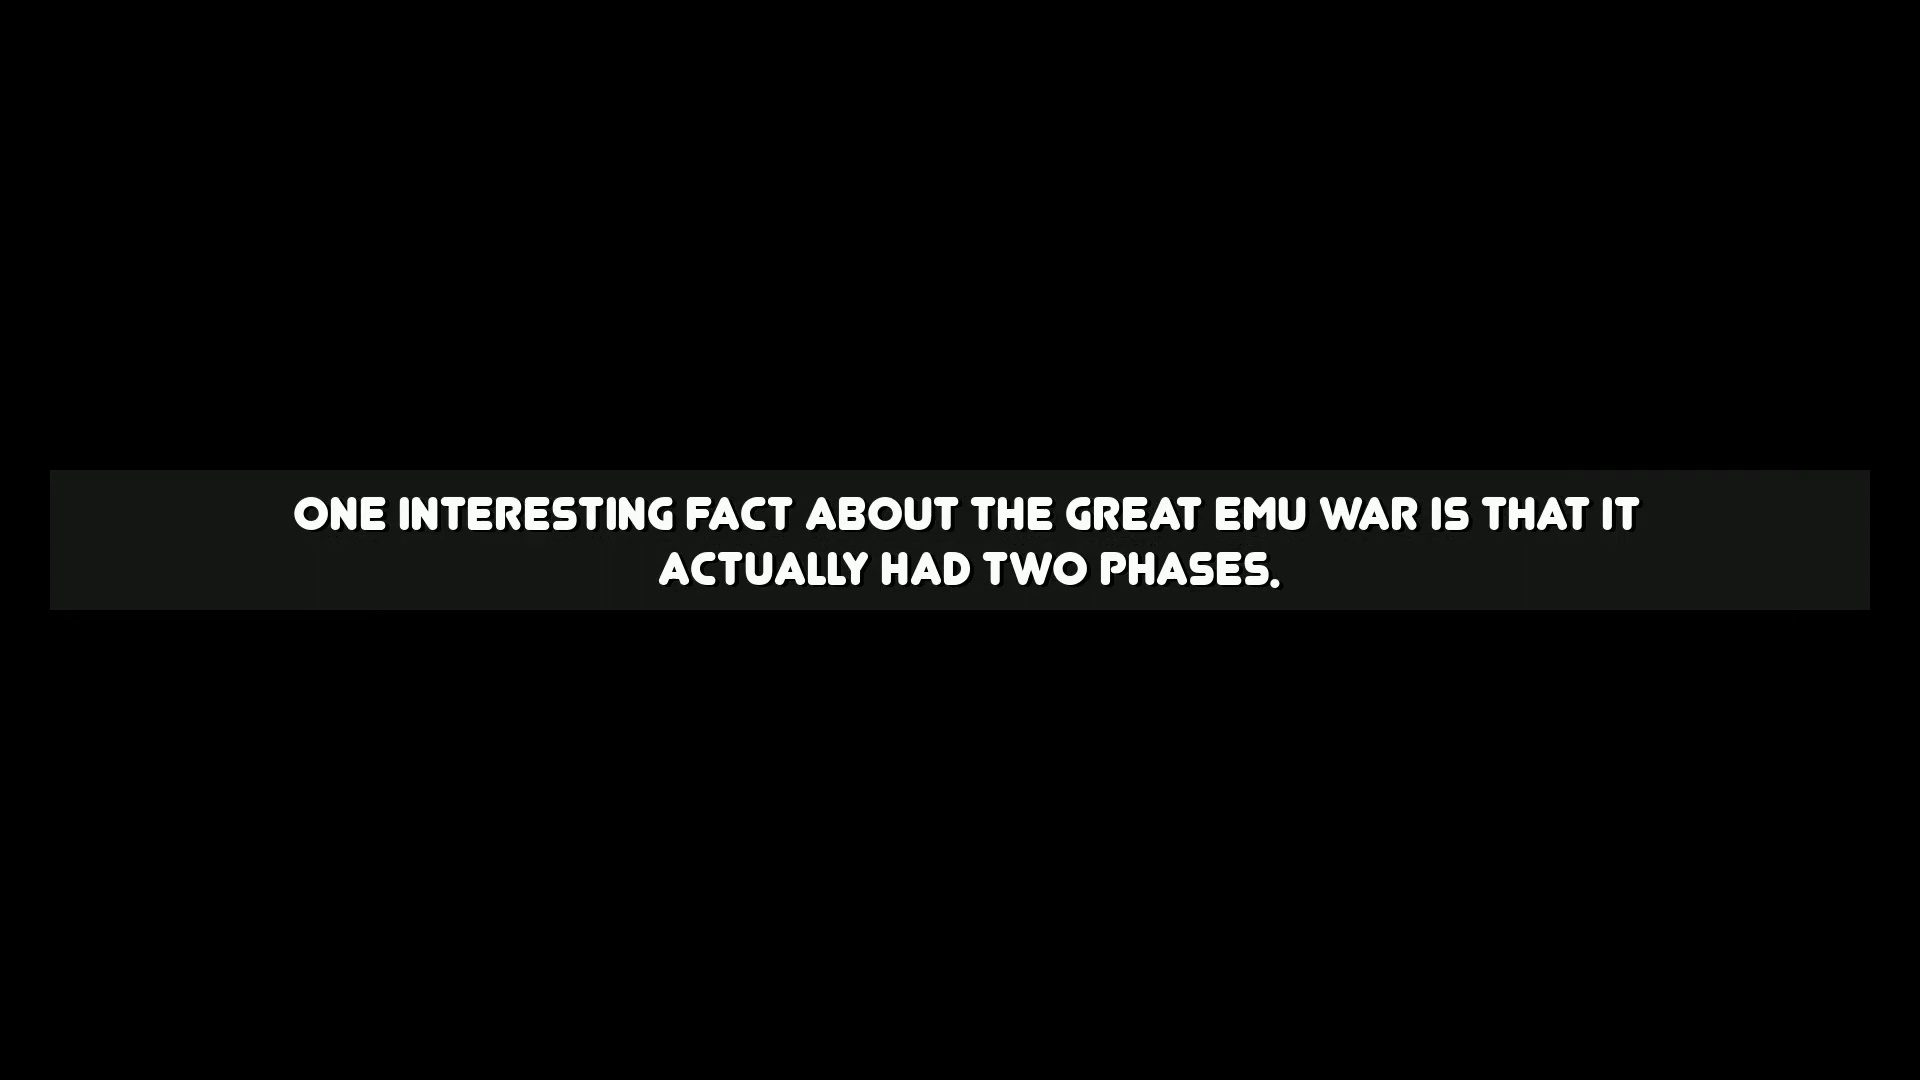 ONE INTERESTING FACT ABOUT THE GREAT EMU WAR IS THAT IT
ACTUALLY HAD TWO PHASES.